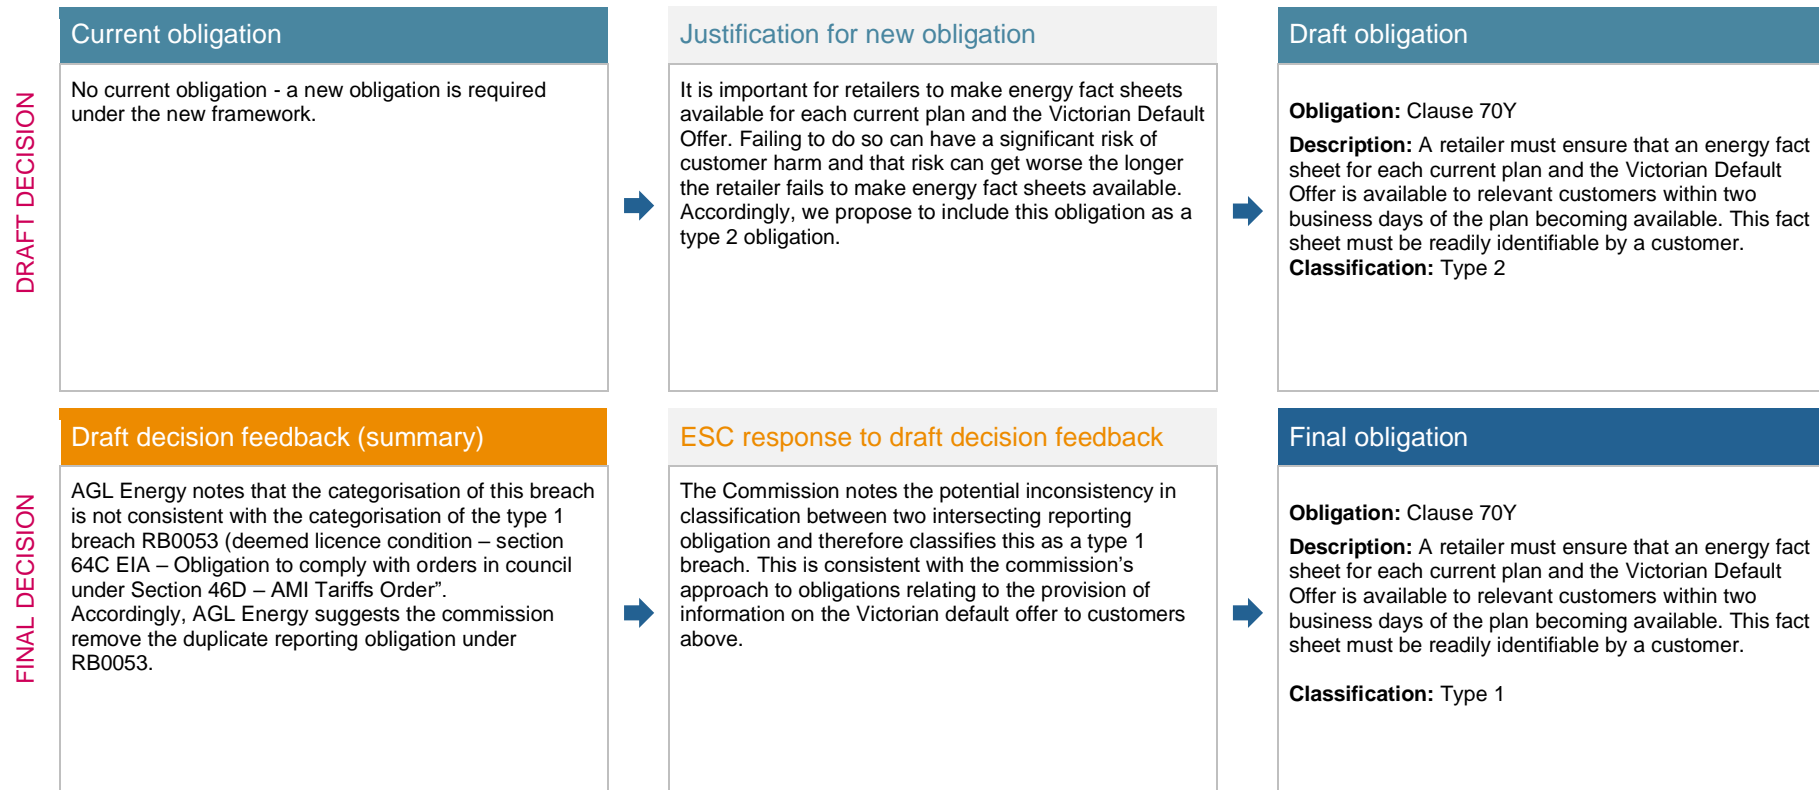 DRAFT DECISION
Current obligation
No current obligation - a new obligation is required
under the new framework.
Justification for new obligation
It is important for retailers to make energy fact sheets
available for each current plan and the Victorian Default
Offer. Failing to do so can have a significant risk of
customer harm and that risk can get worse the longer
the retailer fails to make energy fact sheets available.
Accordingly, we propose to include this obligation as a
type 2 obligation.
Draft obligation
Obligation: Clause 70Y
Description: A retailer must ensure that an energy fact
sheet for each current plan and the Victorian Default
Offer is available to relevant customers within two
business days of the plan becoming available. This fact
sheet must be readily identifiable by a customer.
Classification: Type 2
FINAL DECISION
Draft decision feedback (summary)
AGL Energy notes that the categorisation of this breach
is not consistent with the categorisation of the type 1
breach RB0053 (deemed licence condition – section
64C EIA – Obligation to comply with orders in council
under Section 46D – AMI Tariffs Order”.
Accordingly, AGL Energy suggests the commission
remove the duplicate reporting obligation under
RB0053.
ESC response to draft decision feedback
The Commission notes the potential inconsistency in
classification between two intersecting reporting
obligation and therefore classifies this as a type 1
breach. This is consistent with the commission’s
approach to obligations relating to the provision of
information on the Victorian default offer to customers
above.
Final obligation
Obligation: Clause 70Y
Description: A retailer must ensure that an energy fact
sheet for each current plan and the Victorian Default
Offer is available to relevant customers within two
business days of the plan becoming available. This fact
sheet must be readily identifiable by a customer.
Classification: Type 1